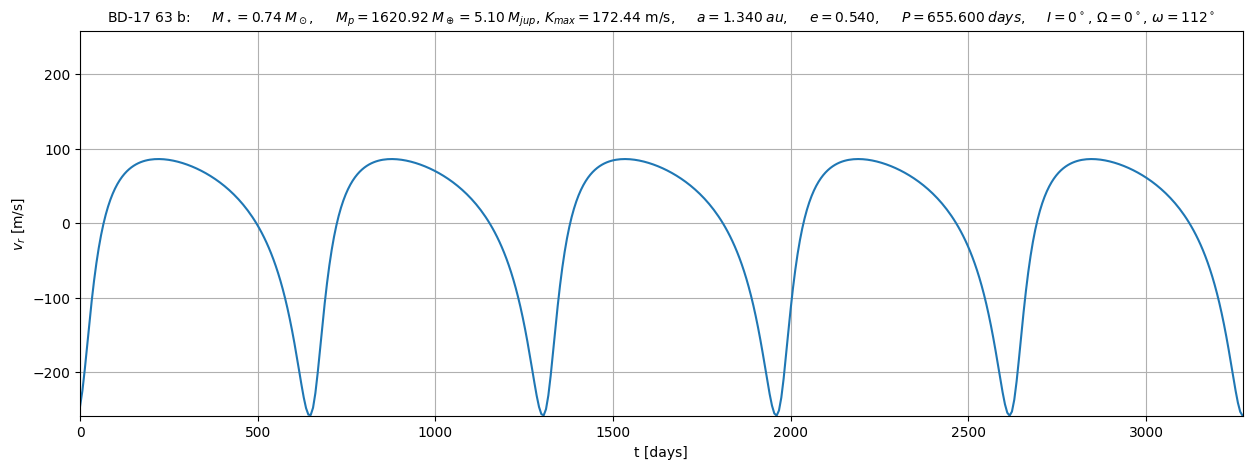 BD-17 63 b: M⋆ = 0.74 M⊙, Mp = 1620.92 M⊕ = 5.10 Mjup, Kmax = 172.44 m/s, a = 1.340 au, e = 0.540, P = 655.600 days, I = 0°, Ω = 0°, ω = 112°
200
100
0
−100
−200
vr [m/s]
0 500 1000 1500 2000 2500 3000
t [days]